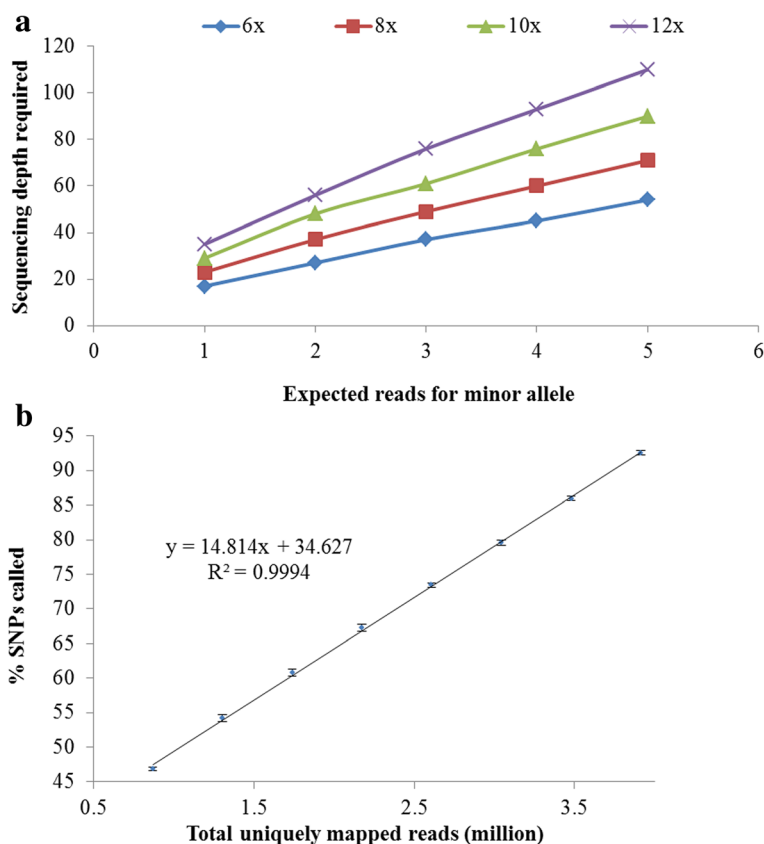 a
6x 8x 10x 12x
120
100
80
60
40
20
0
Sequencing depth required
0 1 2 3 4 5 6
Expected reads for minor allele
b
95
90
85
80
75
70
65
60
55
50
45
% SNPs called
y = 14.814x + 34.627
R² = 0.9994
0.5 1.5 2.5 3.5
Total uniquely mapped reads (million)